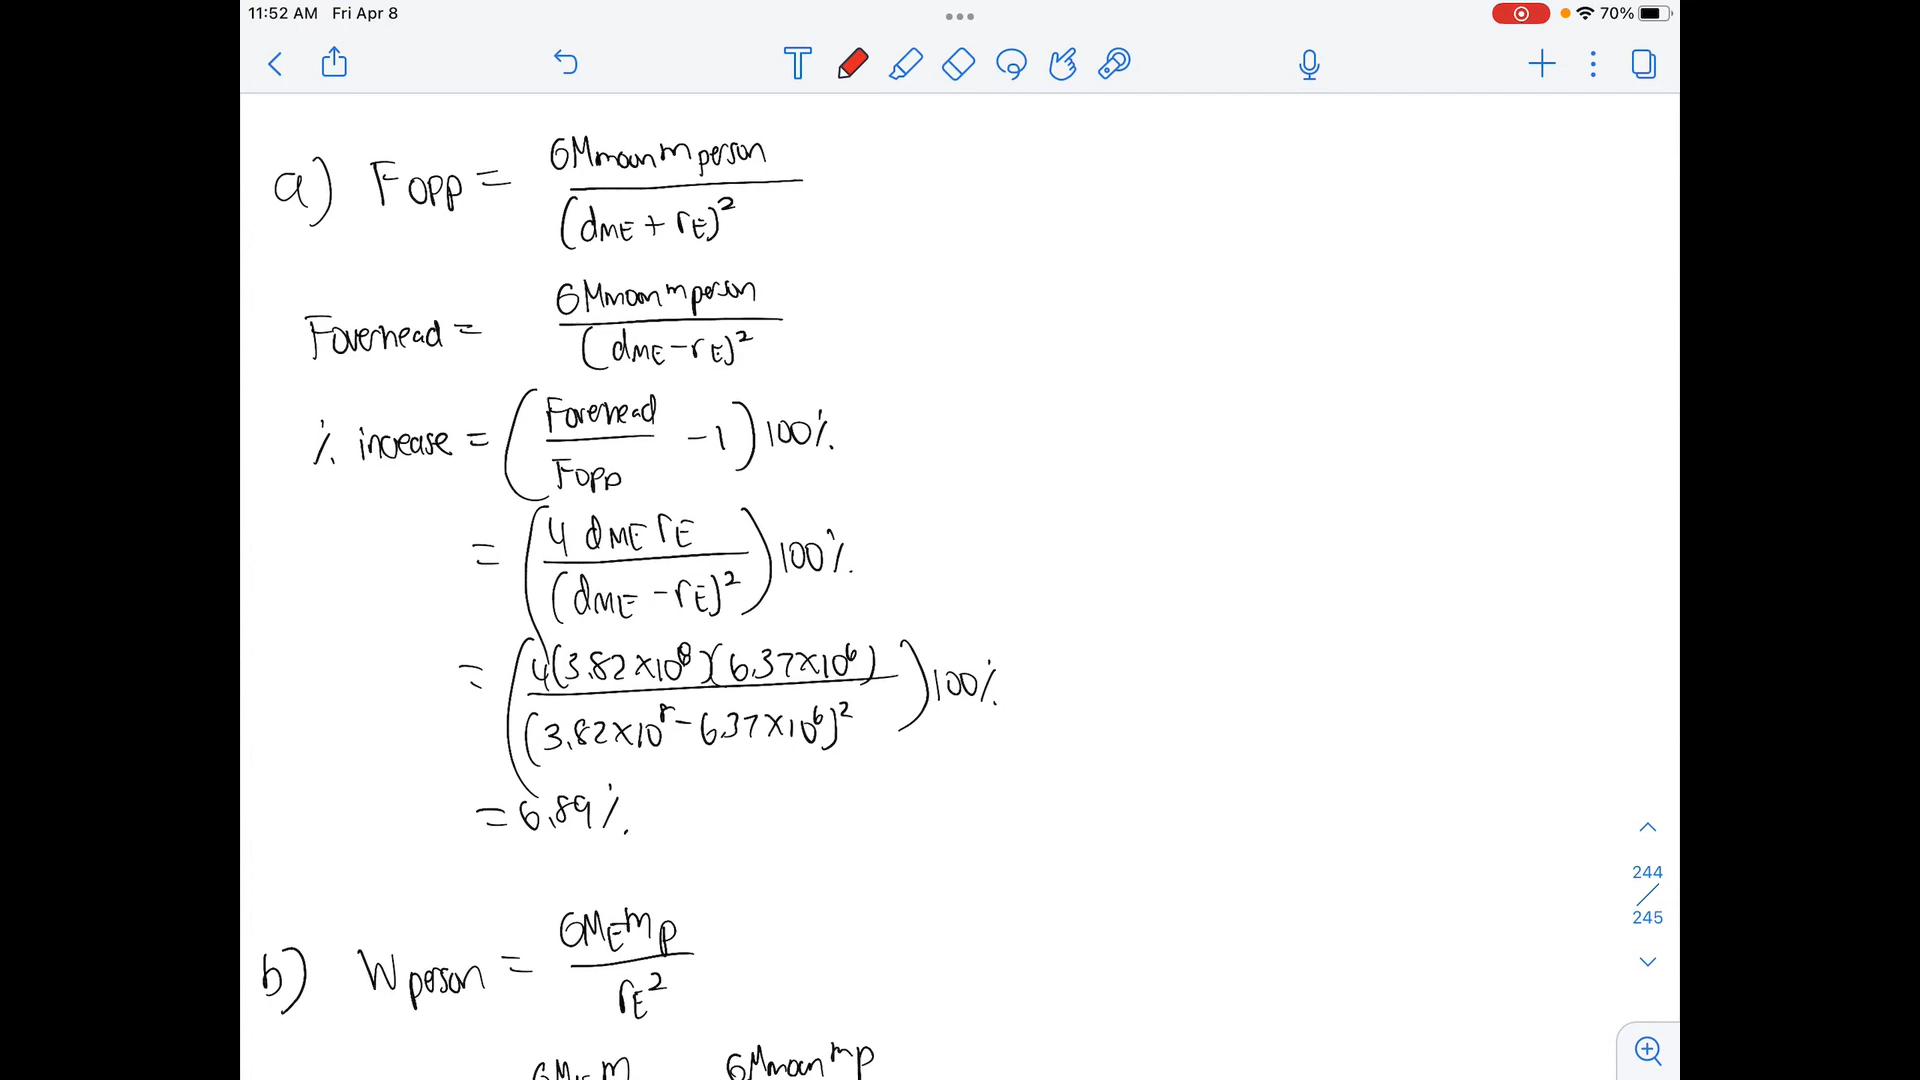 11:52 AM Fri Apr 8
70%
T
a) Fopp = GMmoon mperson / (dME + rE)²
Foverhead = GMmoon mperson / (dME − rE)²
% increase = (Foverhead / Fopp − 1) 100%
= (4 dME rE / (dME − rE)²) 100%
= (4(3.82×10⁸)(6.37×10⁶) / (3.82×10⁸ − 6.37×10⁶)²) 100%
= 6.89%
b) Wperson = GMEmp / rE²
GMmoon mp
244
/
245